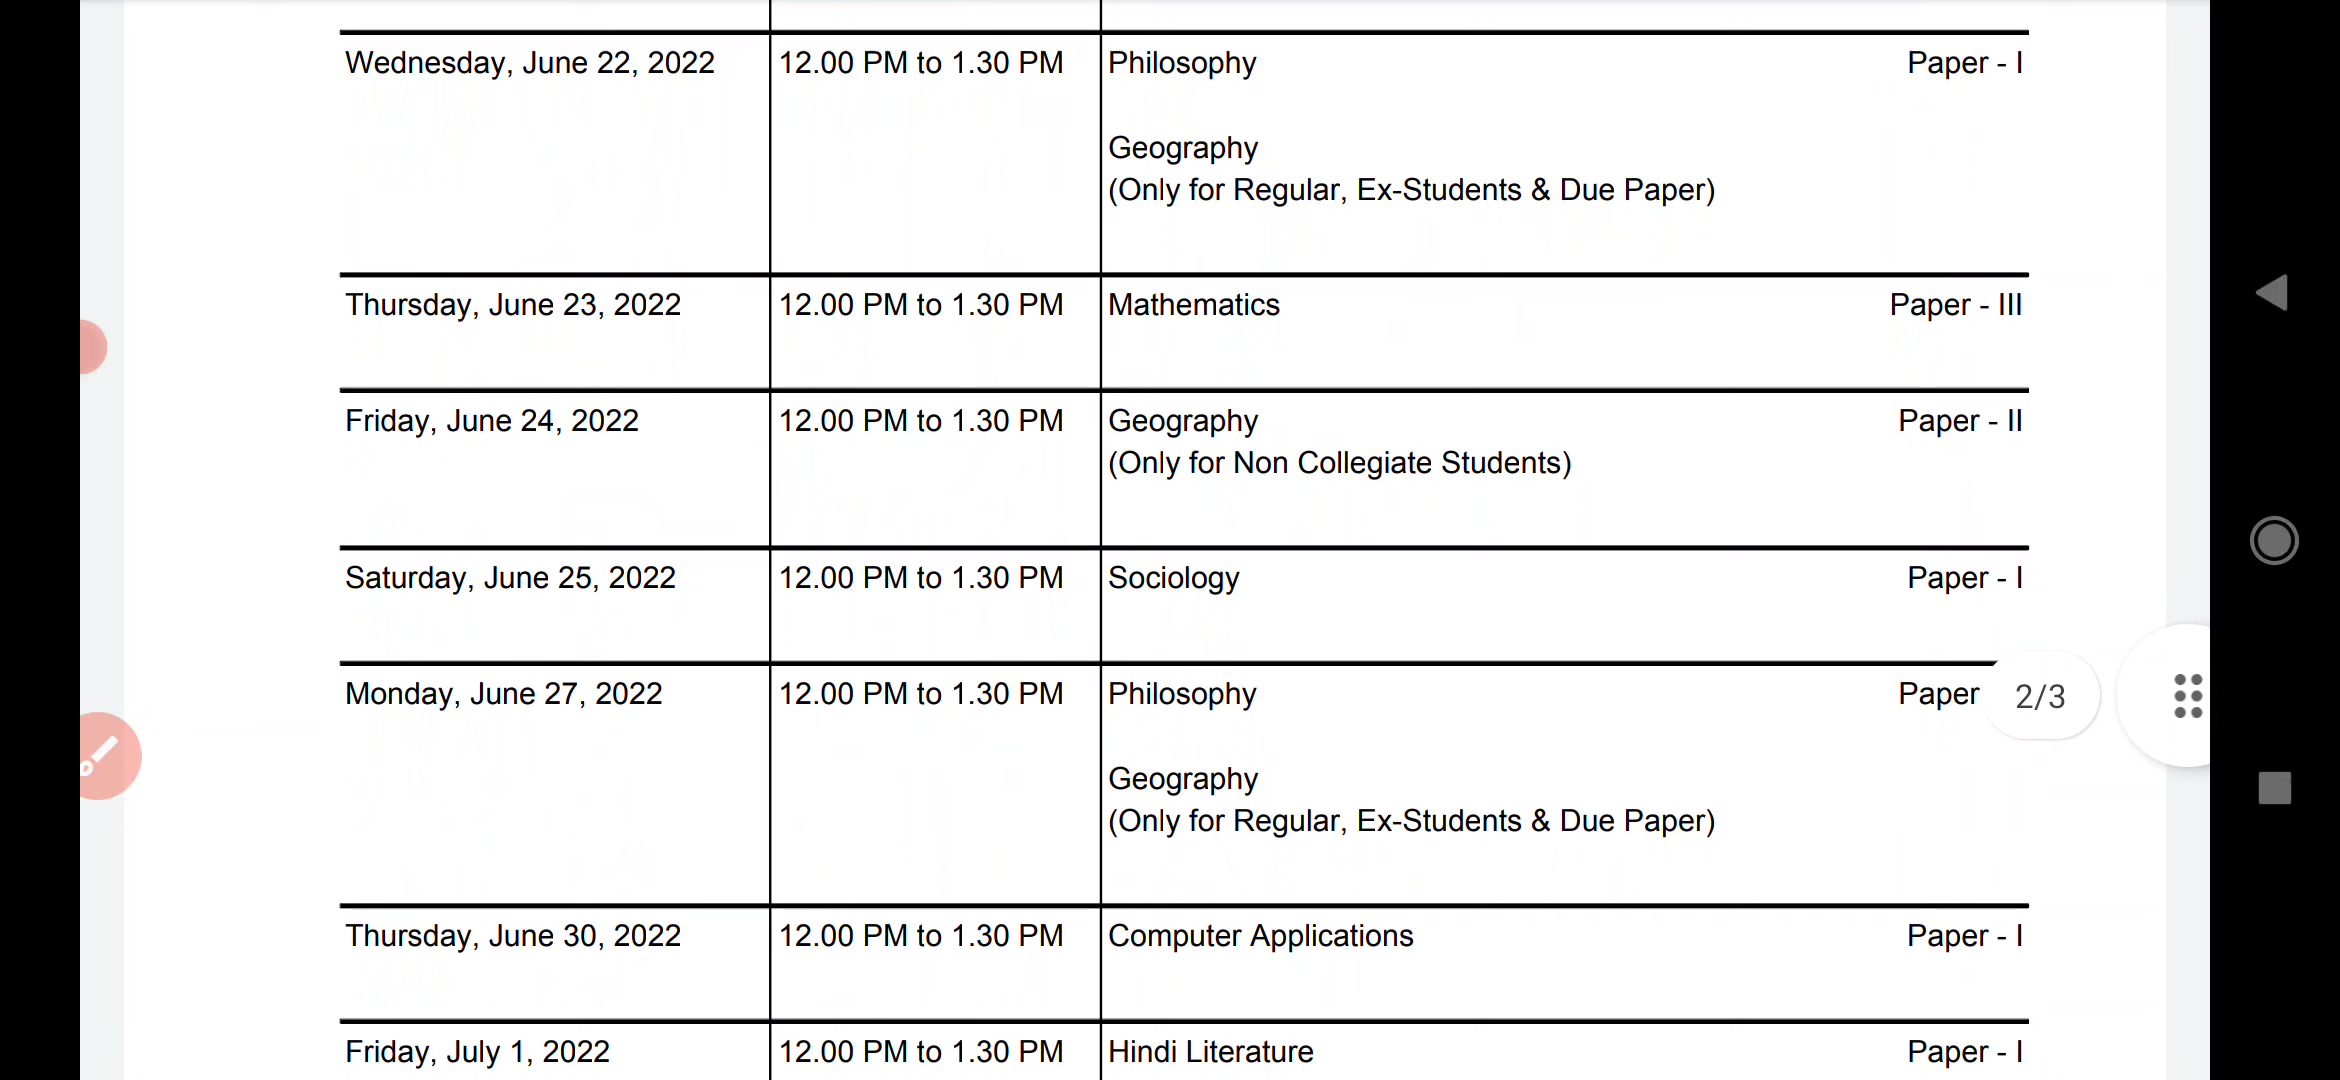 Wednesday, June 22, 2022 12.00 PM to 1.30 PM Philosophy Paper - I
Geography
(Only for Regular, Ex-Students & Due Paper)
Thursday, June 23, 2022 12.00 PM to 1.30 PM Mathematics Paper - III
Friday, June 24, 2022 12.00 PM to 1.30 PM Geography Paper - II
(Only for Non Collegiate Students)
Saturday, June 25, 2022 12.00 PM to 1.30 PM Sociology Paper - I
Monday, June 27, 2022 12.00 PM to 1.30 PM Philosophy Paper 2/3
Geography
(Only for Regular, Ex-Students & Due Paper)
Thursday, June 30, 2022 12.00 PM to 1.30 PM Computer Applications Paper - I
Friday, July 1, 2022 12.00 PM to 1.30 PM Hindi Literature Paper - I